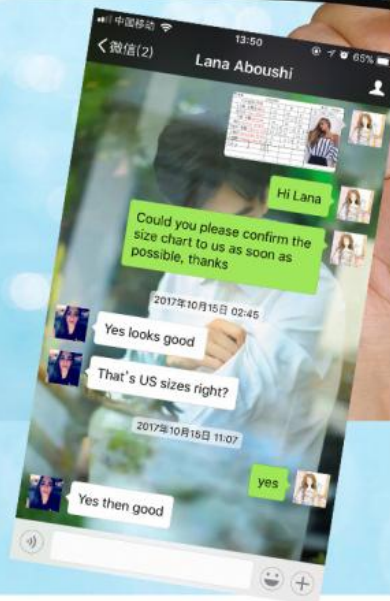 中国移动
13:50
65%
微信(2)
Lana Aboushi
Hi Lana
Could you please confirm the
size chart to us as soon as
possible, thanks
2017年10月15日 02:45
Yes looks good
That's US sizes right?
2017年10月15日 11:07
yes
Yes then good